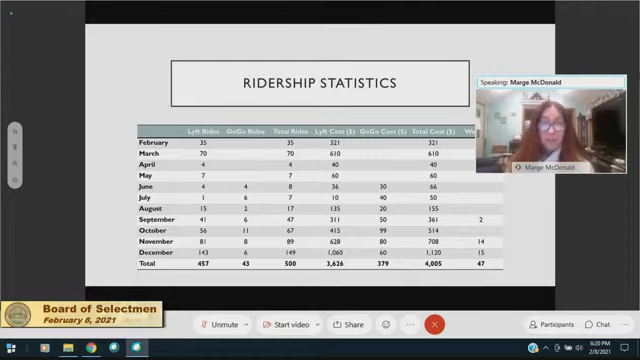 Speaking: Marge McDonald
RIDERSHIP STATISTICS
Lyft Rides GoGo Rides Total Rides Lyft Cost ($) GoGo Cost ($) Total Cost ($)
February 35 35 321 321
March 70 70 610 610
April 4 4 40 40
May 7 7 60 60
June 4 4 8 36 30 66
July 1 6 7 10 40 50
August 15 2 17 135 20 155
September 41 6 47 311 50 361 2
October 56 11 67 415 99 514
November 81 8 89 628 80 708 14
December 143 6 149 1,060 60 1,120 15
Total 457 43 500 3,626 379 4,005 47
Marge McDonald
Board of Selectmen
February 8, 2021
Unmute
Start video
Share
Participants
Chat
6:20 PM
2/8/2021